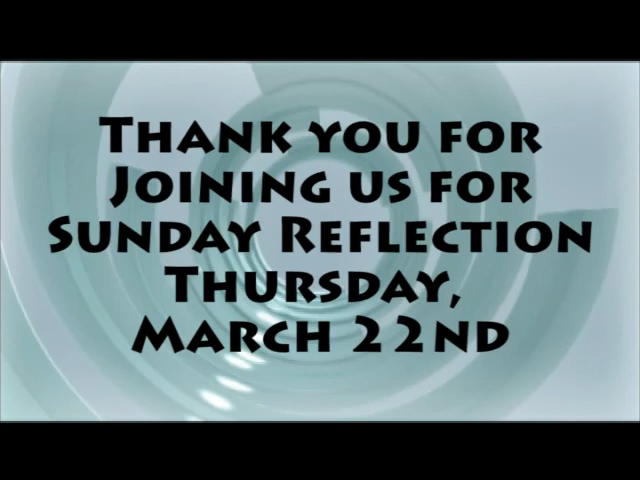 Thank you for
Joining us for
Sunday Reflection
Thursday,
March 22nd